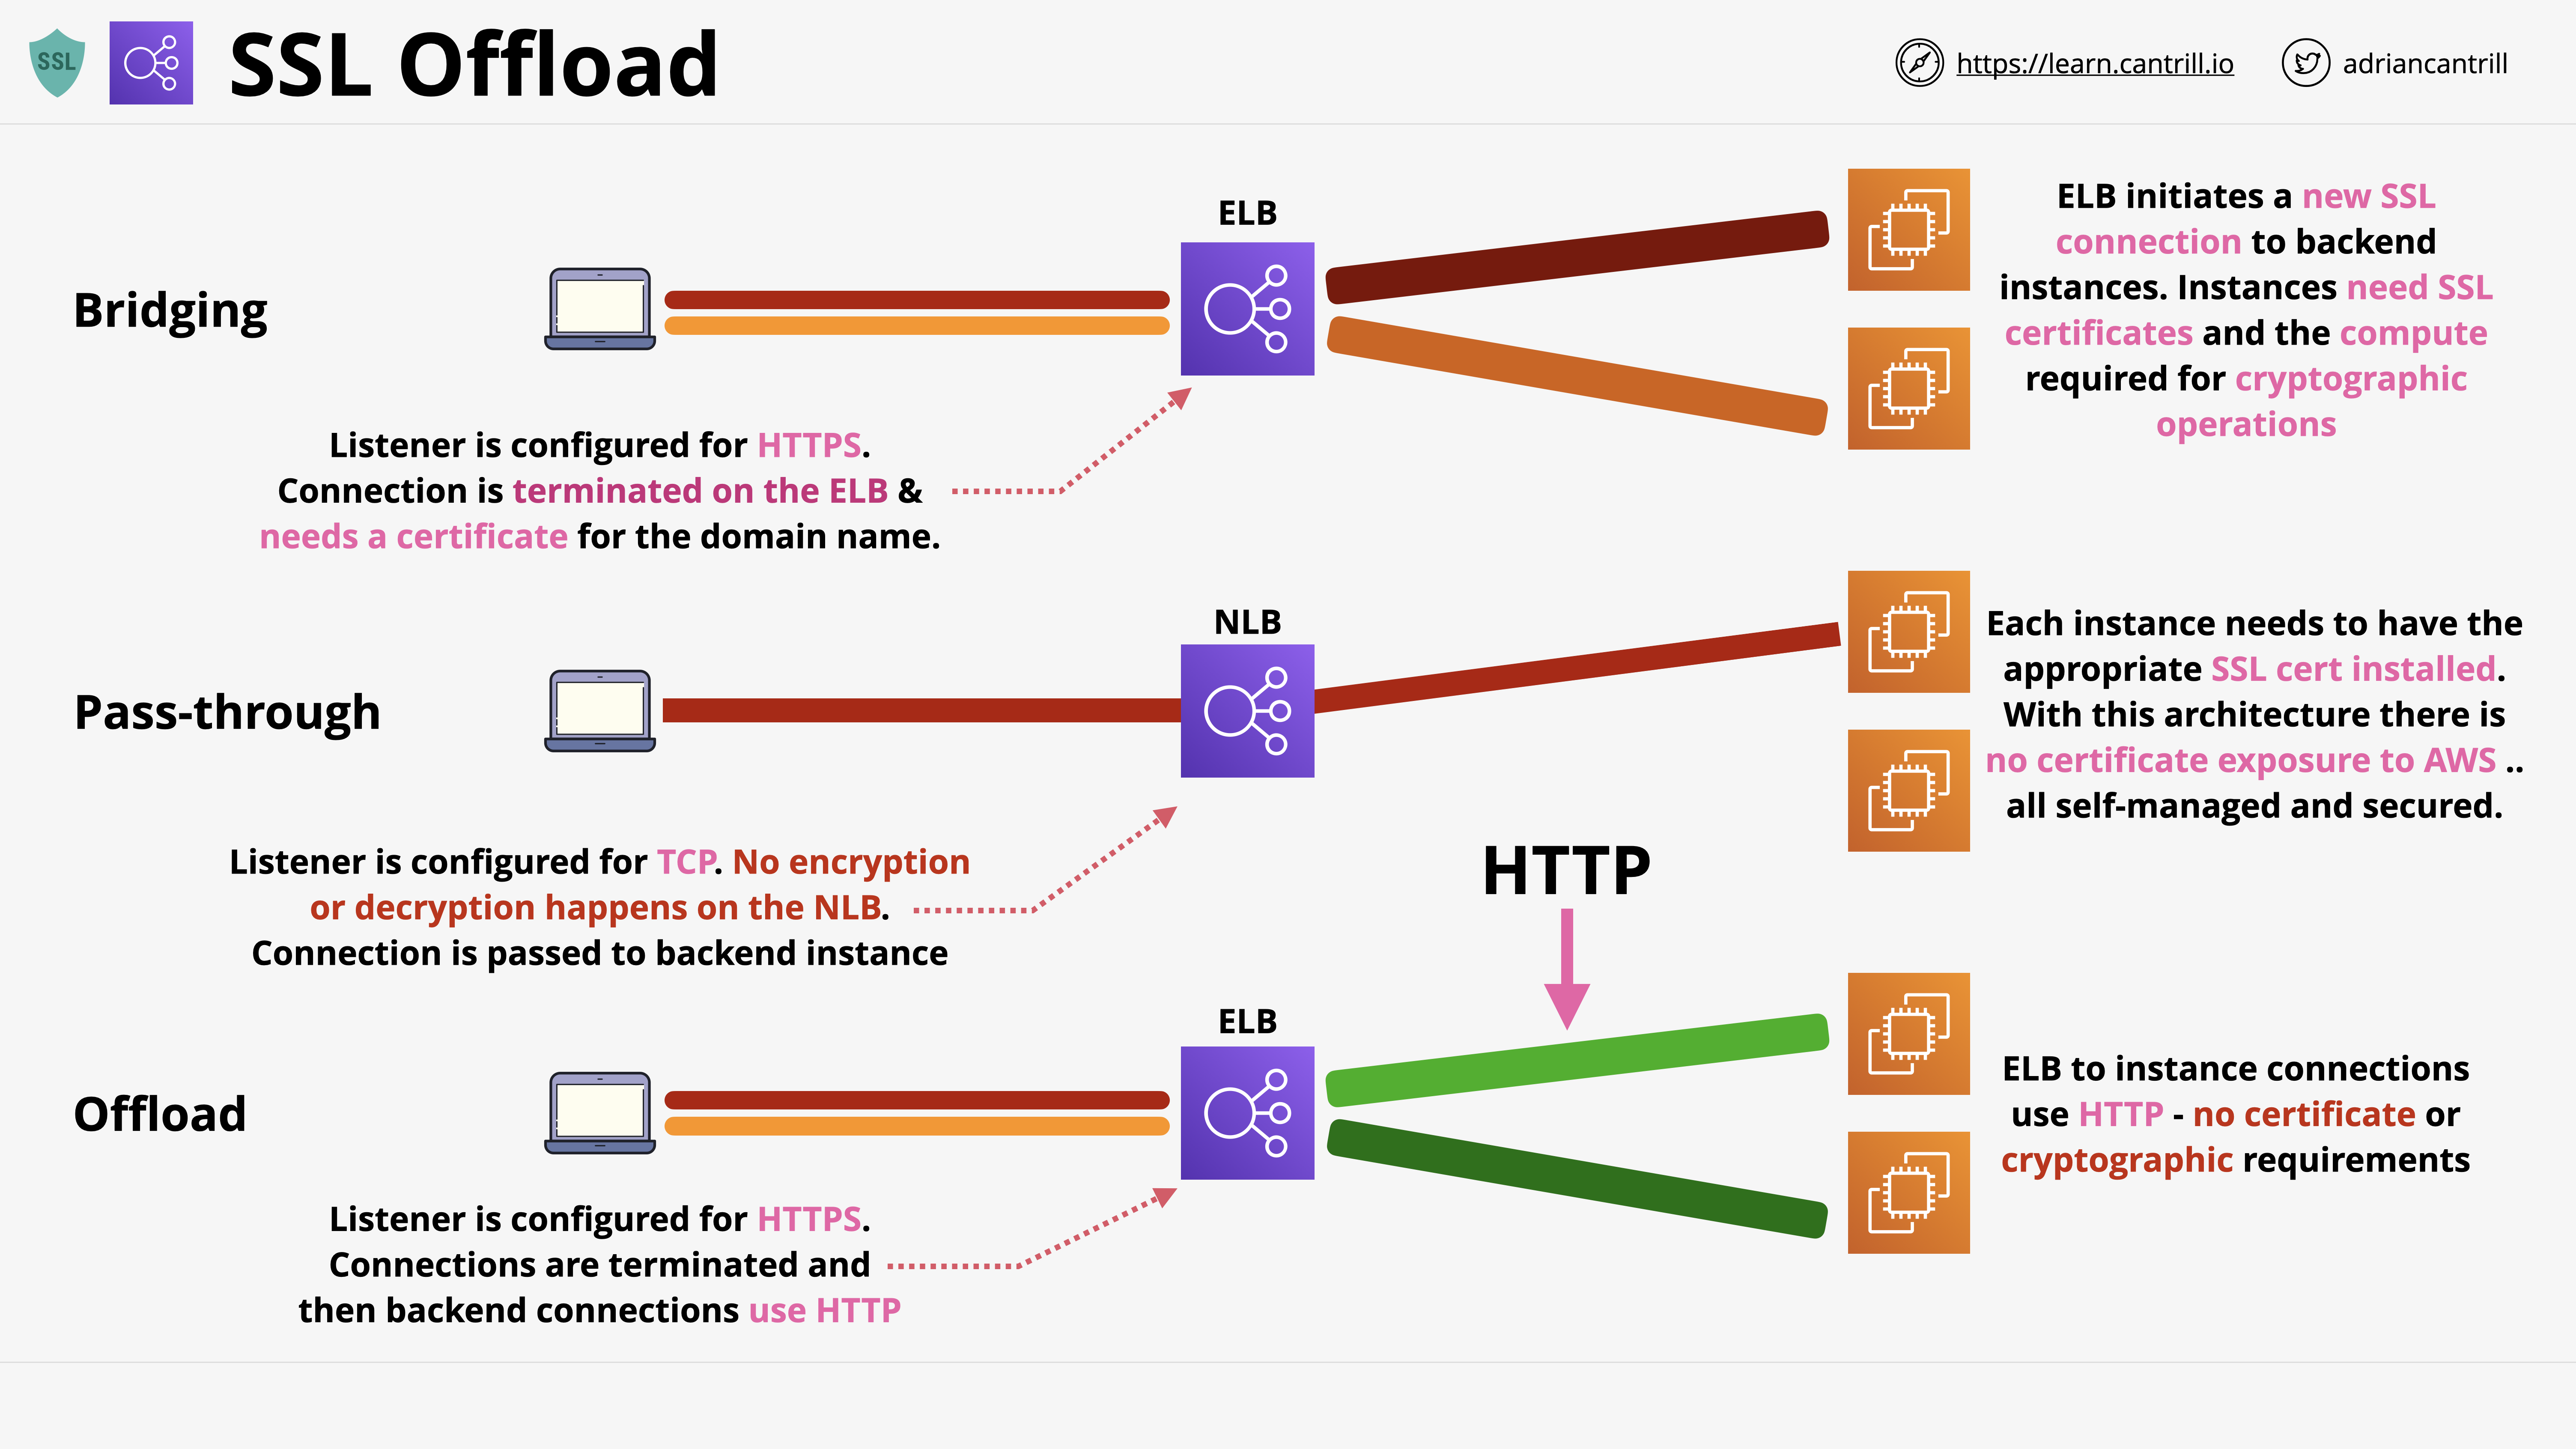 SSL
SSL Offload
https://learn.cantrill.io
adriancantrill
ELB
Bridging
ELB initiates a new SSL
connection to backend
instances. Instances need SSL
certificates and the compute
required for cryptographic
operations
Listener is configured for HTTPS.
Connection is terminated on the ELB &
needs a certificate for the domain name.
NLB
Pass-through
Each instance needs to have the
appropriate SSL cert installed.
With this architecture there is
no certificate exposure to AWS ..
all self-managed and secured.
Listener is configured for TCP. No encryption
or decryption happens on the NLB.
Connection is passed to backend instance
HTTP
ELB
Offload
ELB to instance connections
use HTTP - no certificate or
cryptographic requirements
Listener is configured for HTTPS.
Connections are terminated and
then backend connections use HTTP